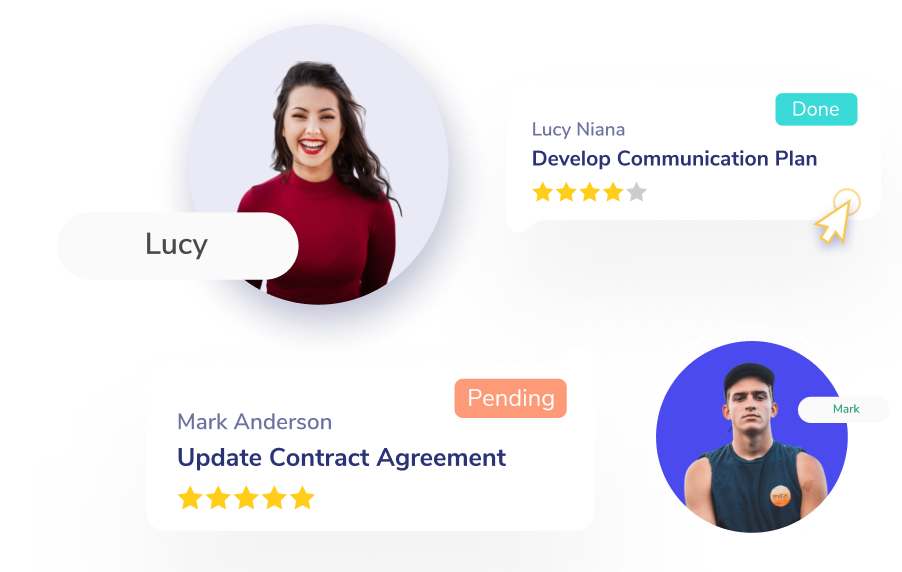 Done
Lucy Niana
Develop Communication Plan
Lucy
Pending
Mark Anderson
Update Contract Agreement
Mark